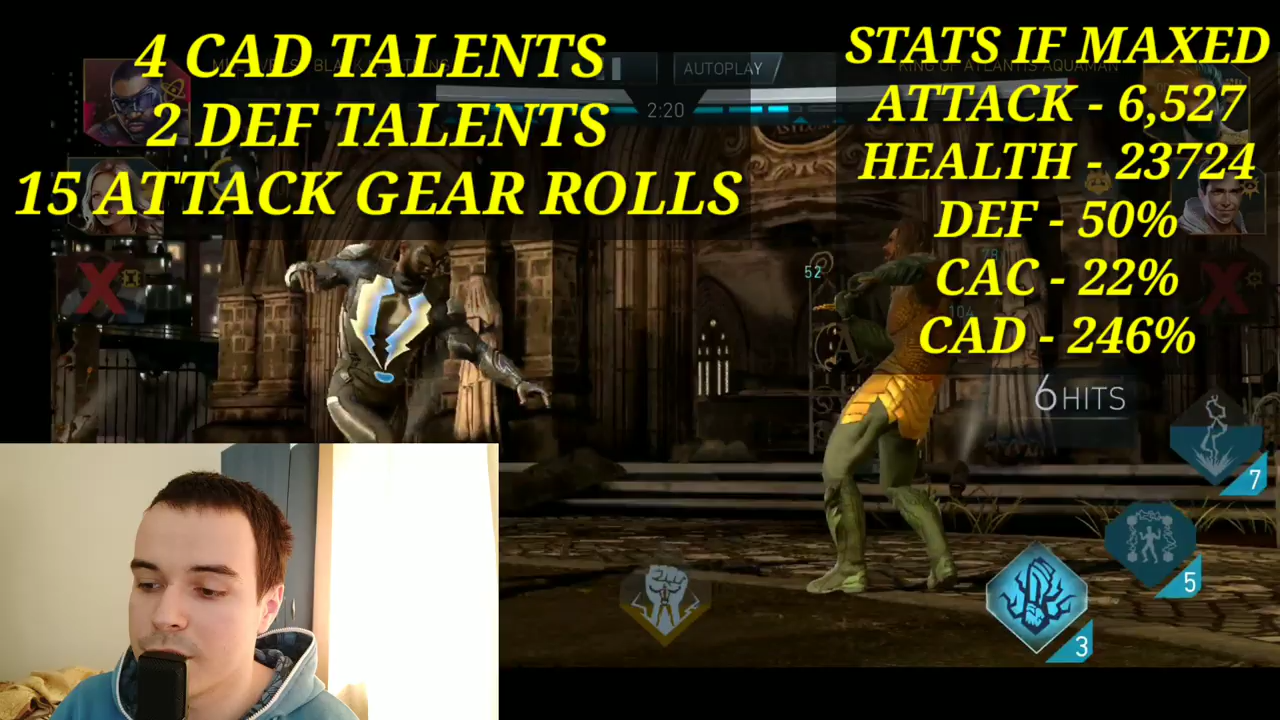 4 CAD TALENTS
2 DEF TALENTS
15 ATTACK GEAR ROLLS
STATS IF MAXED
ATTACK - 6,527
HEALTH - 23724
DEF - 50%
CAC - 22%
CAD - 246%
AUTOPLAY
KING OF ATLANTIS AQUAMAN
2:20
52
104
6 HITS
7
5
3